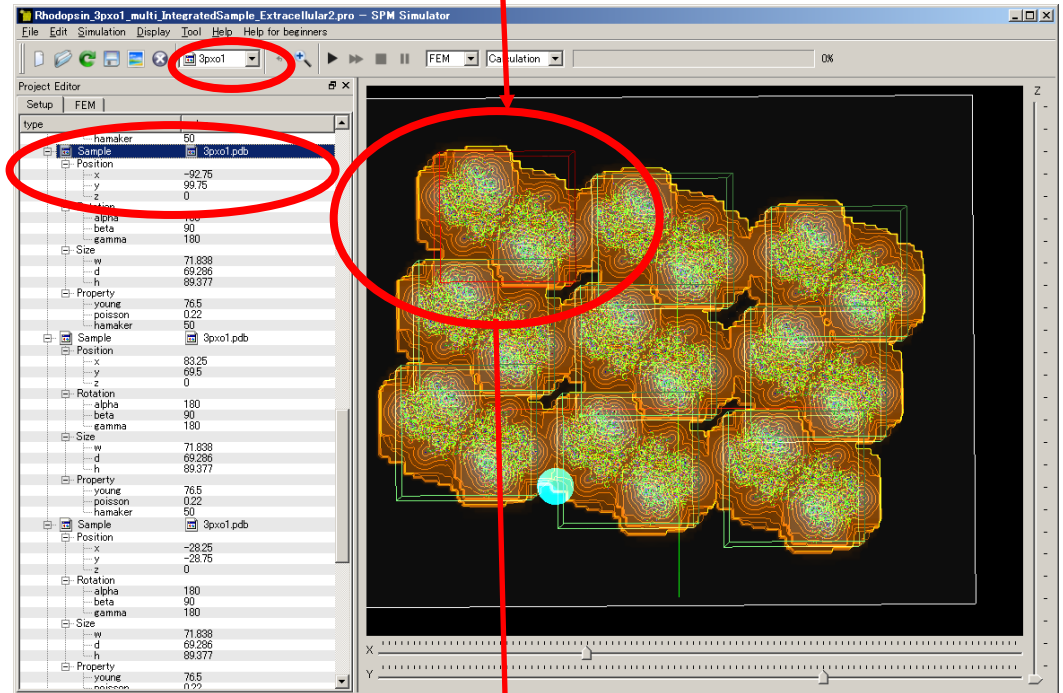 Rhodopsin_3pxo1_multi_IntegratedSample_Extracellular2.pro – SPM Simulator
File Edit Simulation Display Tool Help Help for beginners
3pxo1 FEM Calculation 0%
Project Editor
Setup FEM
type
hamaker 50
Sample 3pxo1.pdb
Position
x -92.75
y 99.75
z 0
Rotation
alpha 180
beta 90
gamma 180
Size
w 71.838
d 69.286
h 89.377
Property
young 76.5
poisson 0.22
hamaker 50
Sample 3pxo1.pdb
Position
x 83.25
y 69.5
z 0
Rotation
alpha 180
beta 90
gamma 180
Size
w 71.838
d 69.286
h 89.377
Property
young 76.5
poisson 0.22
hamaker 50
Sample 3pxo1.pdb
Position
x -28.25
y -28.75
z 0
Rotation
alpha 180
beta 90
gamma 180
Size
w 71.838
d 69.286
h 89.377
Property
young 76.5
poisson 0.22
Z
X
Y